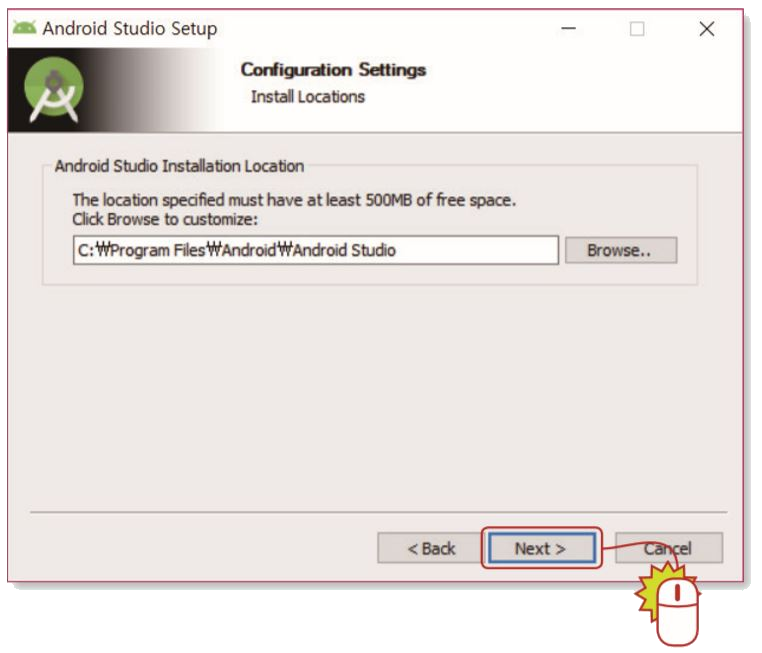 Android Studio Setup
Configuration Settings
Install Locations
Android Studio Installation Location
The location specified must have at least 500MB of free space.
Click Browse to customize:
C:₩Program Files₩Android₩Android Studio
Browse..
< Back
Next >
Cancel